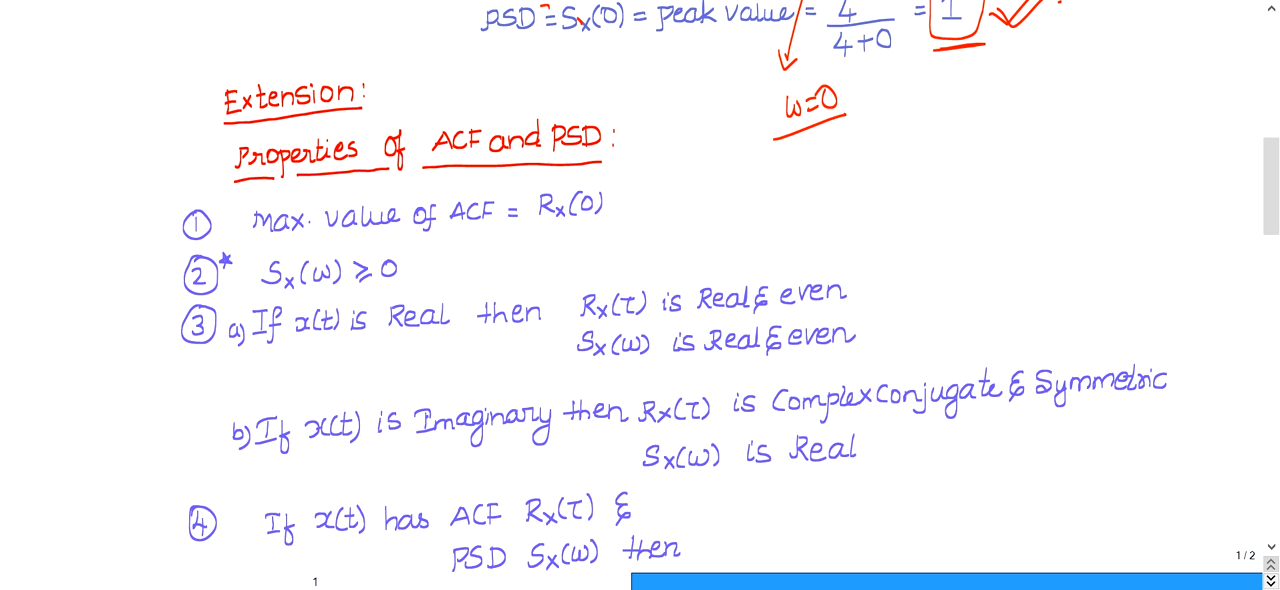 PSD = Sx(0) = peak value = 4/4+0 = 1
ω=0
Extension:
Properties of ACF and PSD:
① max. value of ACF = Rx(0)
②* Sx(ω) ⩾ 0
③ a) If x(t) is Real then Rx(τ) is Real & even
Sx(ω) is Real & even
b) If x(t) is Imaginary then Rx(τ) is Complex Conjugate & Symmetric
Sx(ω) is Real
④ If x(t) has ACF Rx(τ) &
PSD Sx(ω) then
1 / 2
1